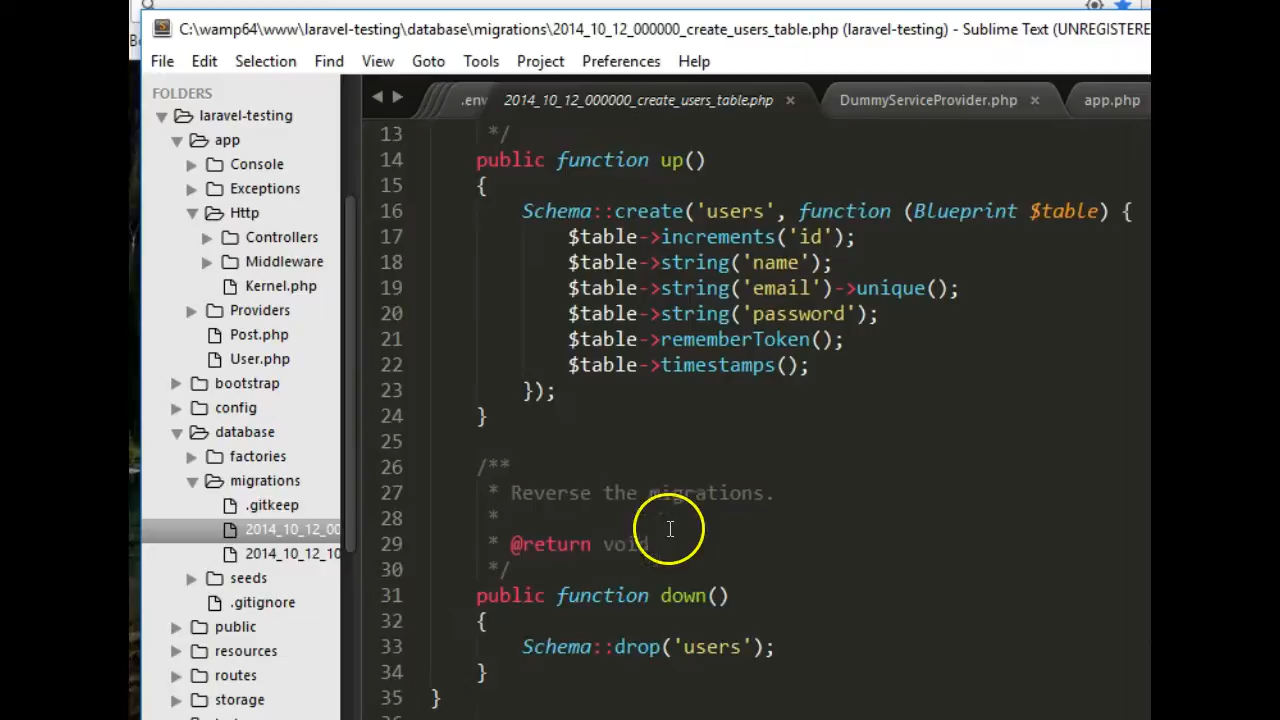 C:\wamp64\www\laravel-testing\database\migrations\2014_10_12_000000_create_users_table.php (laravel-testing) - Sublime Text (UNREGISTERE
File Edit Selection Find View Goto Tools Project Preferences Help
FOLDERS
laravel-testing
app
Console
Exceptions
Http
Controllers
Middleware
Kernel.php
Providers
Post.php
User.php
bootstrap
config
database
factories
migrations
.gitkeep
2014_10_12_00
2014_10_12_10
seeds
.gitignore
public
resources
routes
storage
.env 2014_10_12_000000_create_users_table.php × DummyServiceProvider.php × app.php
13 */
14 public function up()
15 {
16 Schema::create('users', function (Blueprint $table) {
17 $table->increments('id');
18 $table->string('name');
19 $table->string('email')->unique();
20 $table->string('password');
21 $table->rememberToken();
22 $table->timestamps();
23 });
24 }
25
26 /**
27 * Reverse the migrations.
28 *
29 * @return void
30 */
31 public function down()
32 {
33 Schema::drop('users');
34 }
35 }